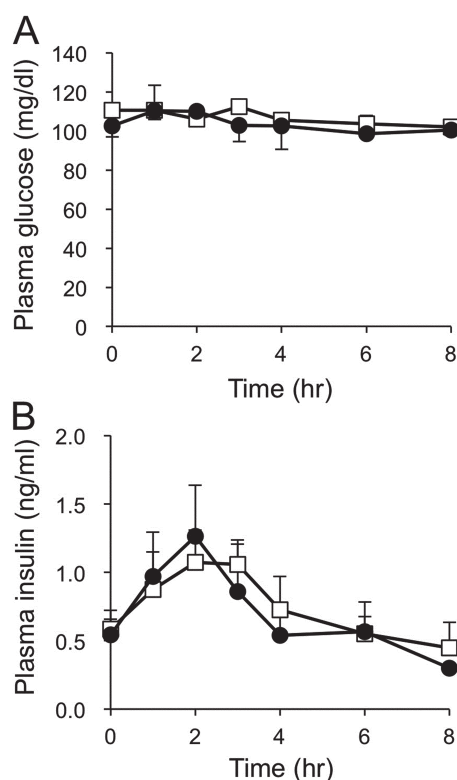 A
Plasma glucose (mg/dl)
140
120
100
80
60
40
20
0
0 2 4 6 8
Time (hr)
B
Plasma insulin (ng/ml)
2.0
1.5
1.0
0.5
0.0
0 2 4 6 8
Time (hr)